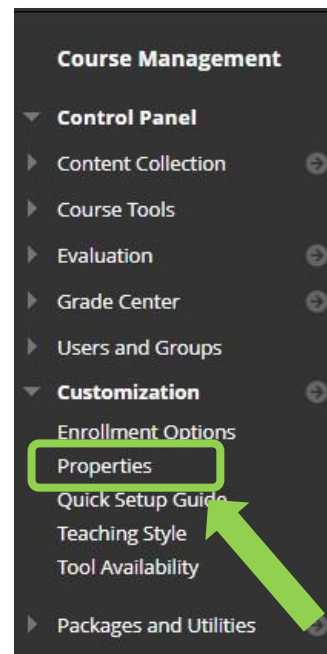 Course Management
Control Panel
Content Collection
Course Tools
Evaluation
Grade Center
Users and Groups
Customization
Enrollment Options
Properties
Quick Setup Guide
Teaching Style
Tool Availability
Packages and Utilities